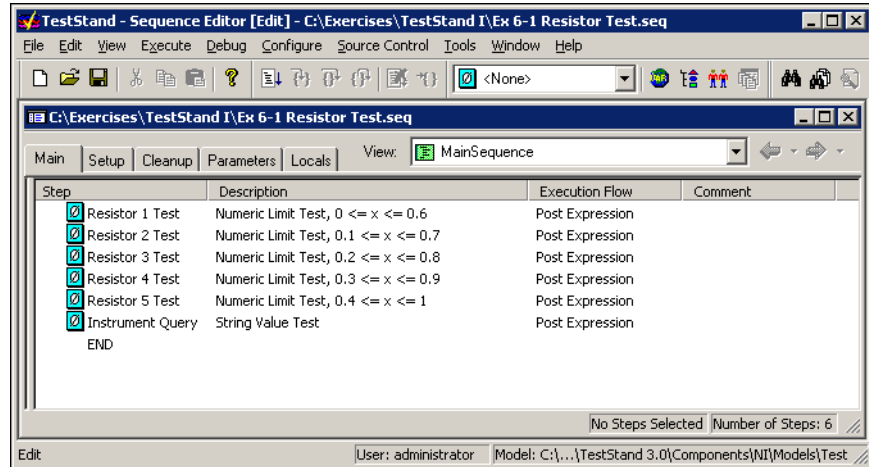 TestStand - Sequence Editor [Edit] - C:\Exercises\TestStand I\Ex 6-1 Resistor Test.seq
File Edit View Execute Debug Configure Source Control Tools Window Help
<None>
C:\Exercises\TestStand I\Ex 6-1 Resistor Test.seq
Main Setup Cleanup Parameters Locals View: MainSequence
Step Description Execution Flow Comment
Resistor 1 Test Numeric Limit Test, 0 <= x <= 0.6 Post Expression
Resistor 2 Test Numeric Limit Test, 0.1 <= x <= 0.7 Post Expression
Resistor 3 Test Numeric Limit Test, 0.2 <= x <= 0.8 Post Expression
Resistor 4 Test Numeric Limit Test, 0.3 <= x <= 0.9 Post Expression
Resistor 5 Test Numeric Limit Test, 0.4 <= x <= 1 Post Expression
Instrument Query String Value Test Post Expression
END
No Steps Selected Number of Steps: 6
Edit User: administrator Model: C:\...\TestStand 3.0\Components\NI\Models\Test